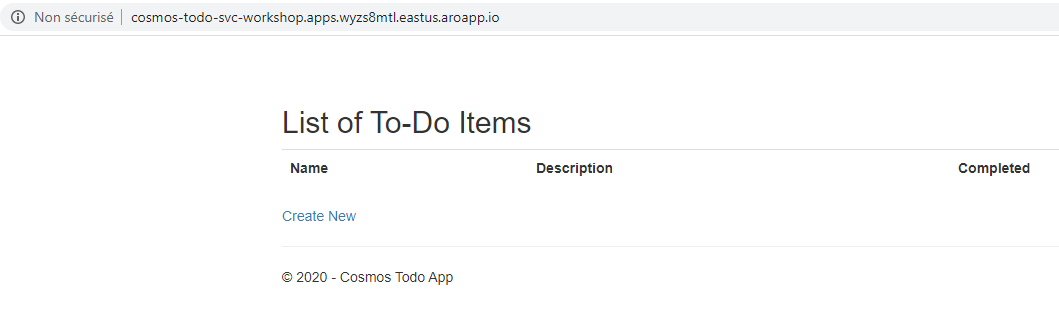 Non sécurisé cosmos-todo-svc-workshop.apps.wyzs8mtl.eastus.aroapp.io
List of To-Do Items
Name Description Completed
Create New
© 2020 - Cosmos Todo App